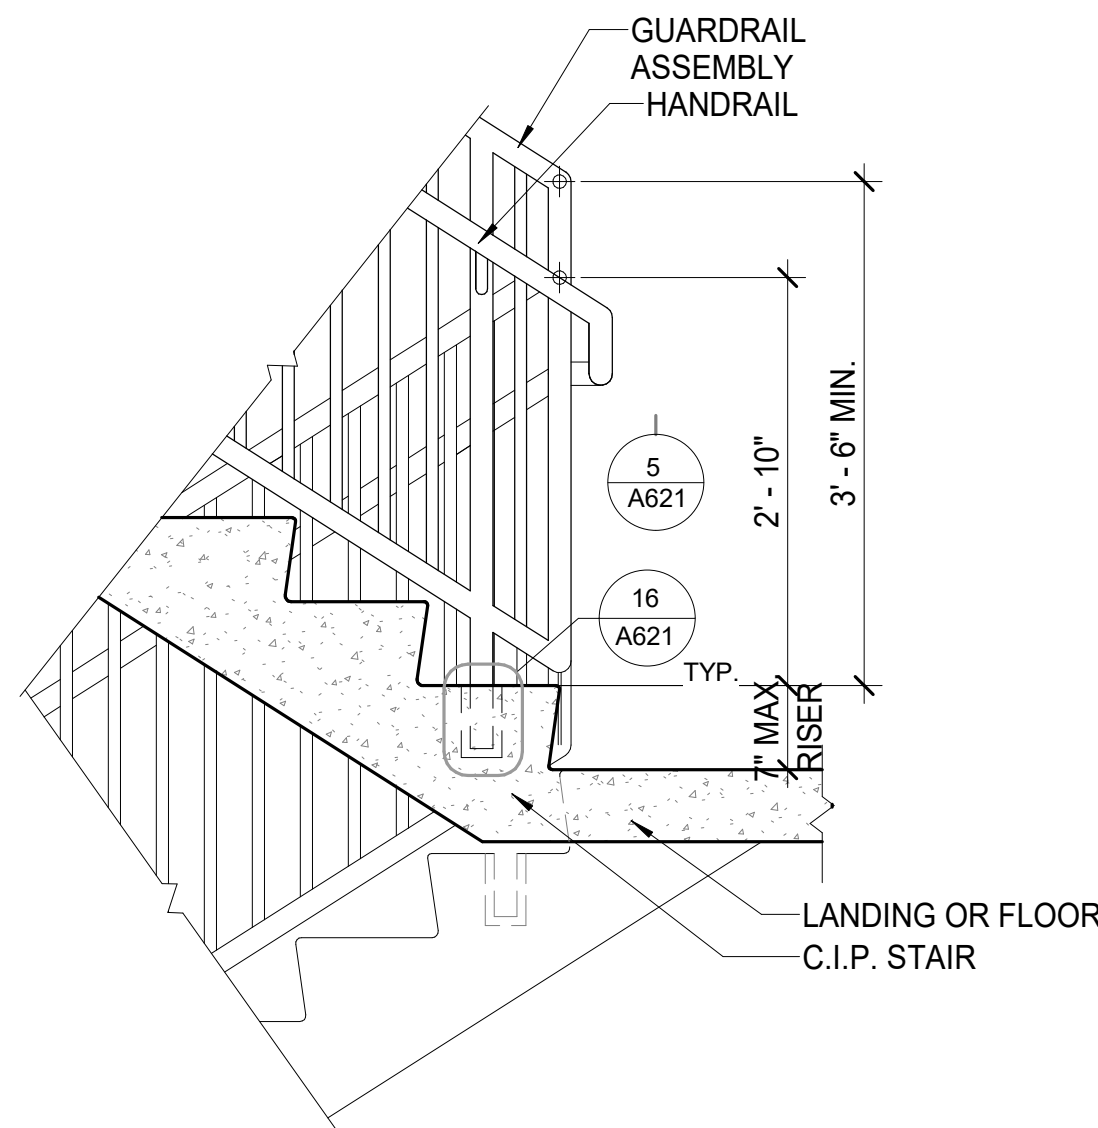 GUARDRAIL
ASSEMBLY
HANDRAIL
3' - 6" MIN.
2' - 10"
5
A621
16
A621
TYP.
7" MAX
RISER
LANDING OR FLOOR
C.I.P. STAIR